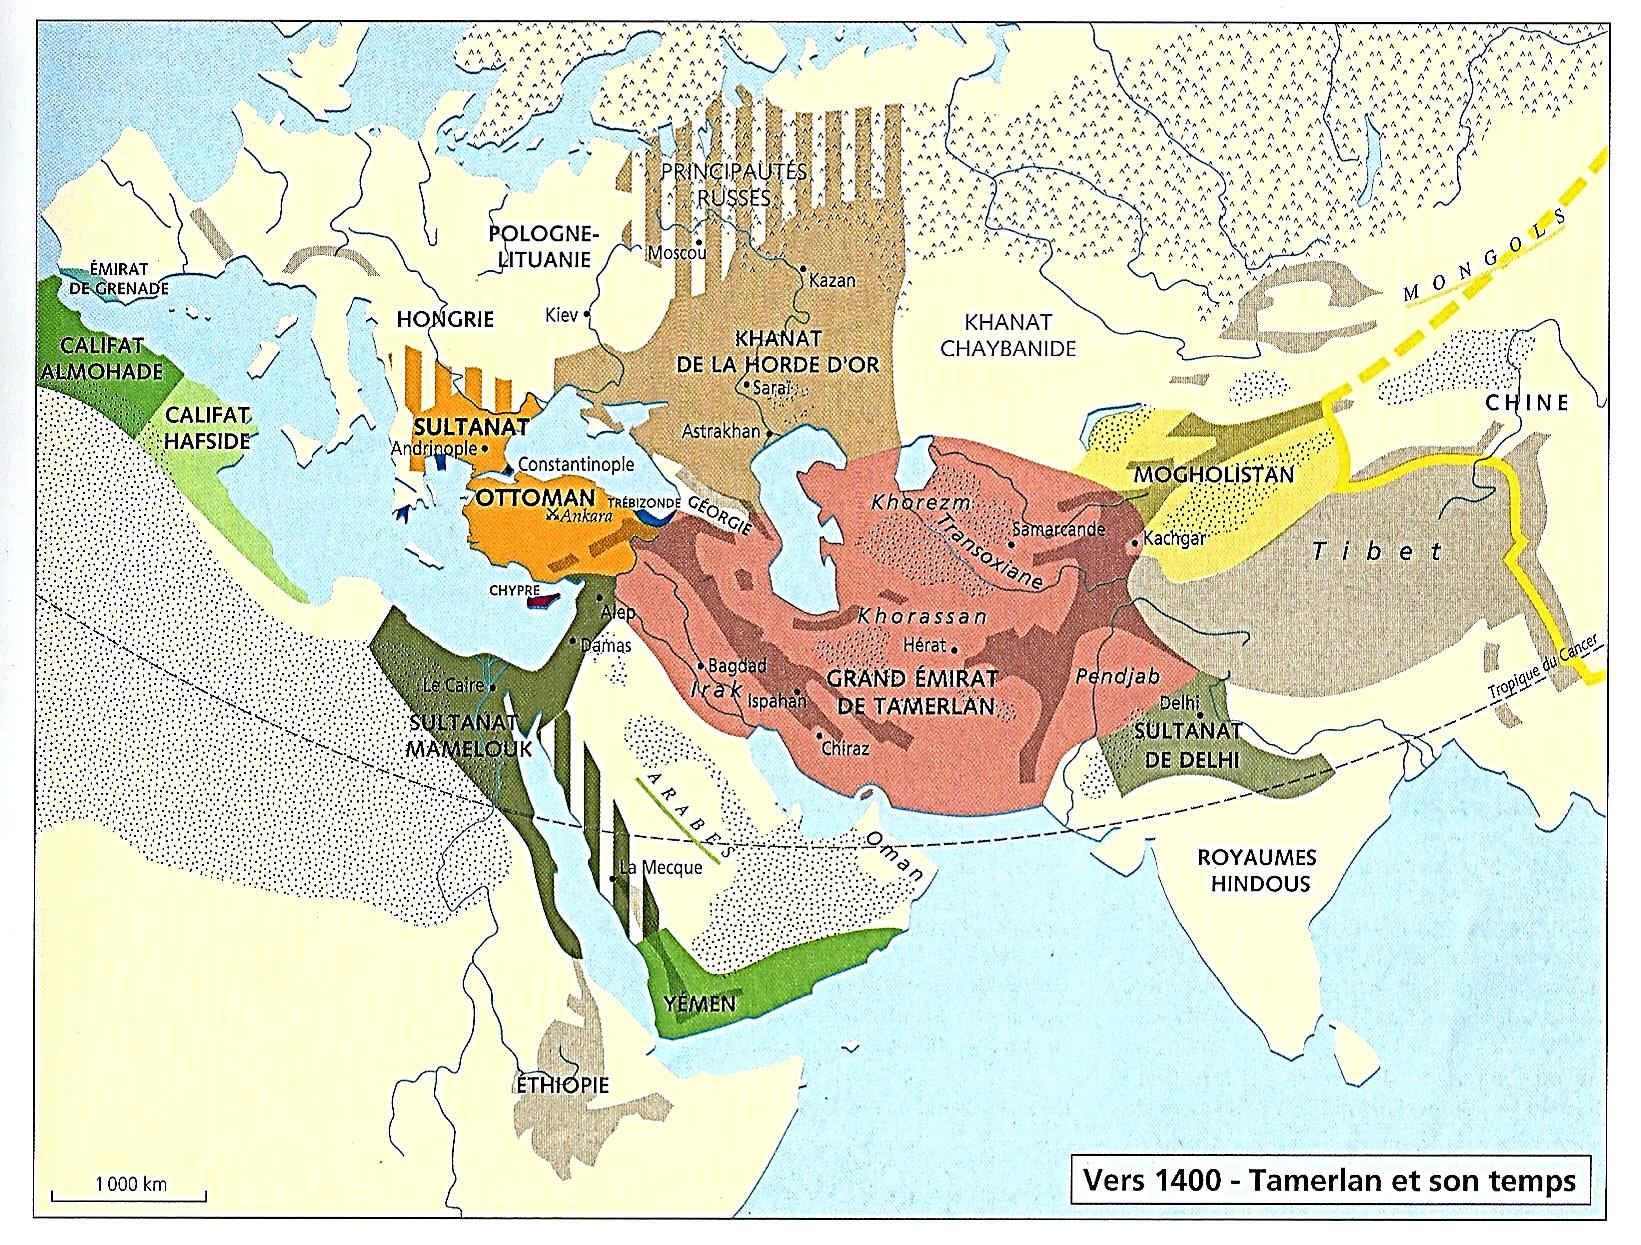 PRINCIPAUTÉS
RUSSES
POLOGNE-
LITUANIE
Moscou
Kazan
MONGOLS
ÉMIRAT
DE GRENADE
HONGRIE
Kiev
KHANAT
CHAYBANIDE
KHANAT
DE LA HORDE D'OR
Saraï
CALIFAT
ALMOHADE
CALIFAT
HAFSIDE
CHINE
SULTANAT
Andrinople
Astrakhan
Constantinople
MOGHOLISTAN
OTTOMAN
TRÉBIZONDE
GÉORGIE
Ankara
Khorezm
Transoxiane
Samarcande
Kachgar
Tibet
CHYPRE
Alep
Khorassan
Damas
Hérat
Bagdad
Irak
Ispahan
GRAND ÉMIRAT
DE TAMERLAN
Pendjab
Tropique du Cancer
Le Caire
Delhi
SULTANAT
MAMELOUK
SULTANAT
DE DELHI
Chiraz
ARABES
Oman
La Mecque
ROYAUMES
HINDOUS
YÉMEN
ÉTHIOPIE
1 000 km
Vers 1400 - Tamerlan et son temps